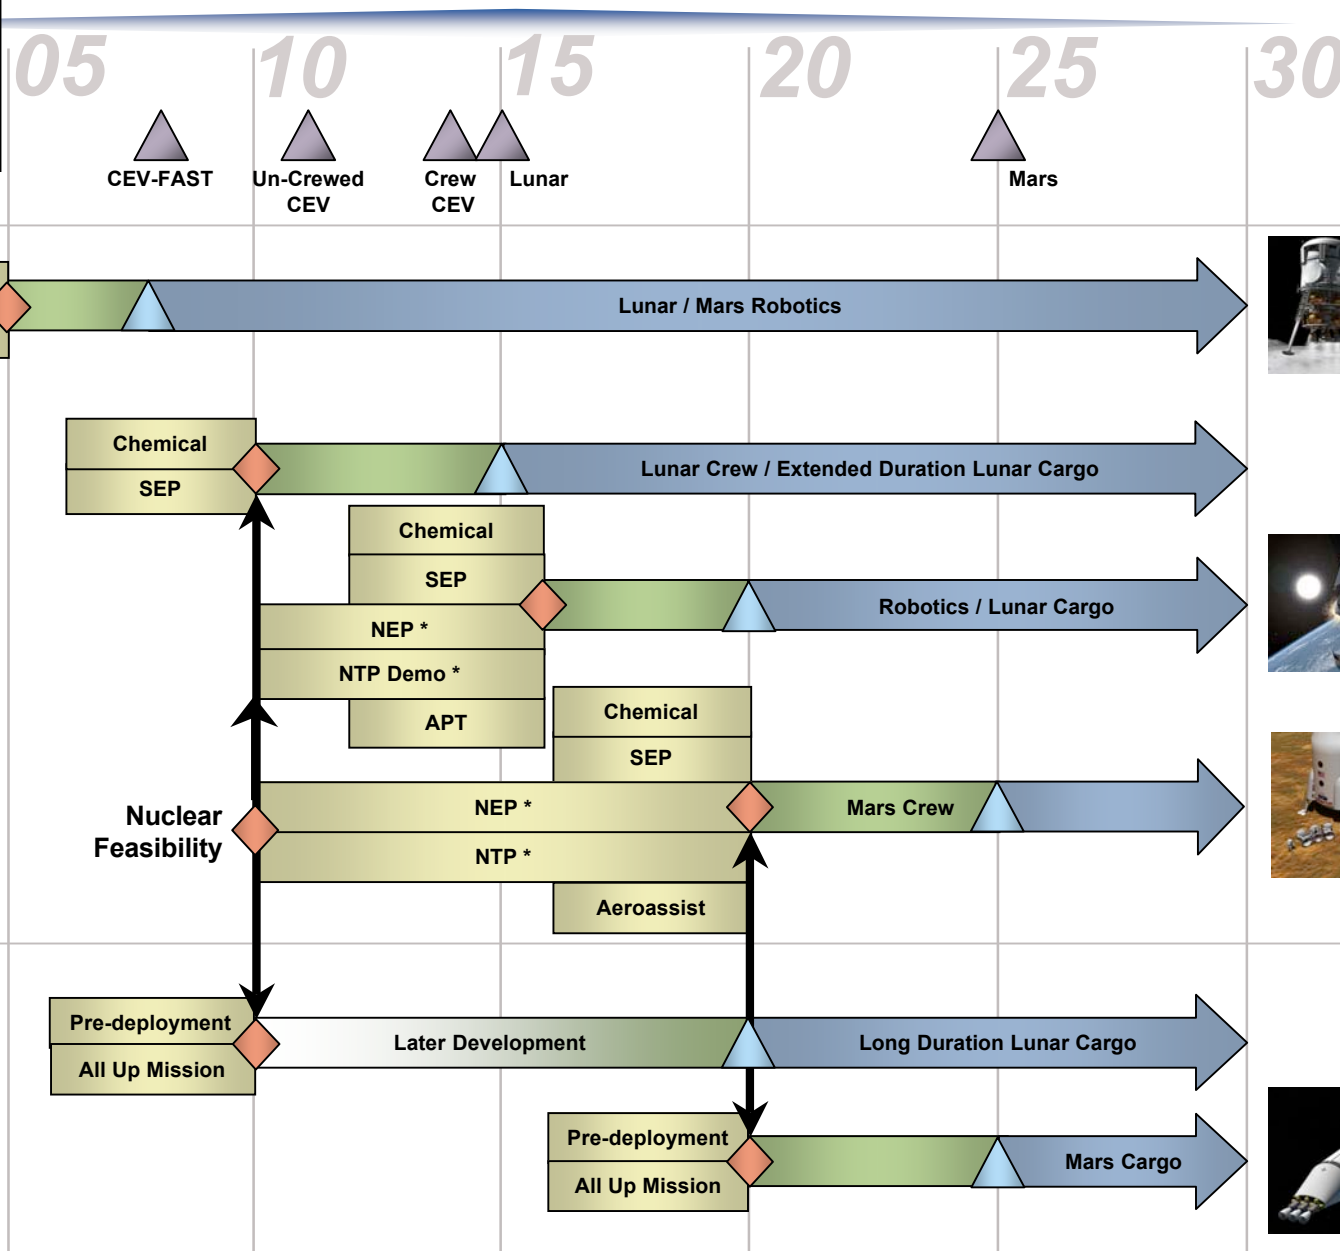 05 10 15 20 25 30
CEV-FAST
Un-Crewed
CEV
Crew
CEV
Lunar
Mars
Lunar / Mars Robotics
Chemical
SEP
Lunar Crew / Extended Duration Lunar Cargo
Chemical
SEP
NEP *
NTP Demo *
APT
Robotics / Lunar Cargo
Chemical
SEP
NEP *
NTP *
Aeroassist
Mars Crew
Nuclear
Feasibility
Pre-deployment
All Up Mission
Later Development
Long Duration Lunar Cargo
Pre-deployment
All Up Mission
Mars Cargo